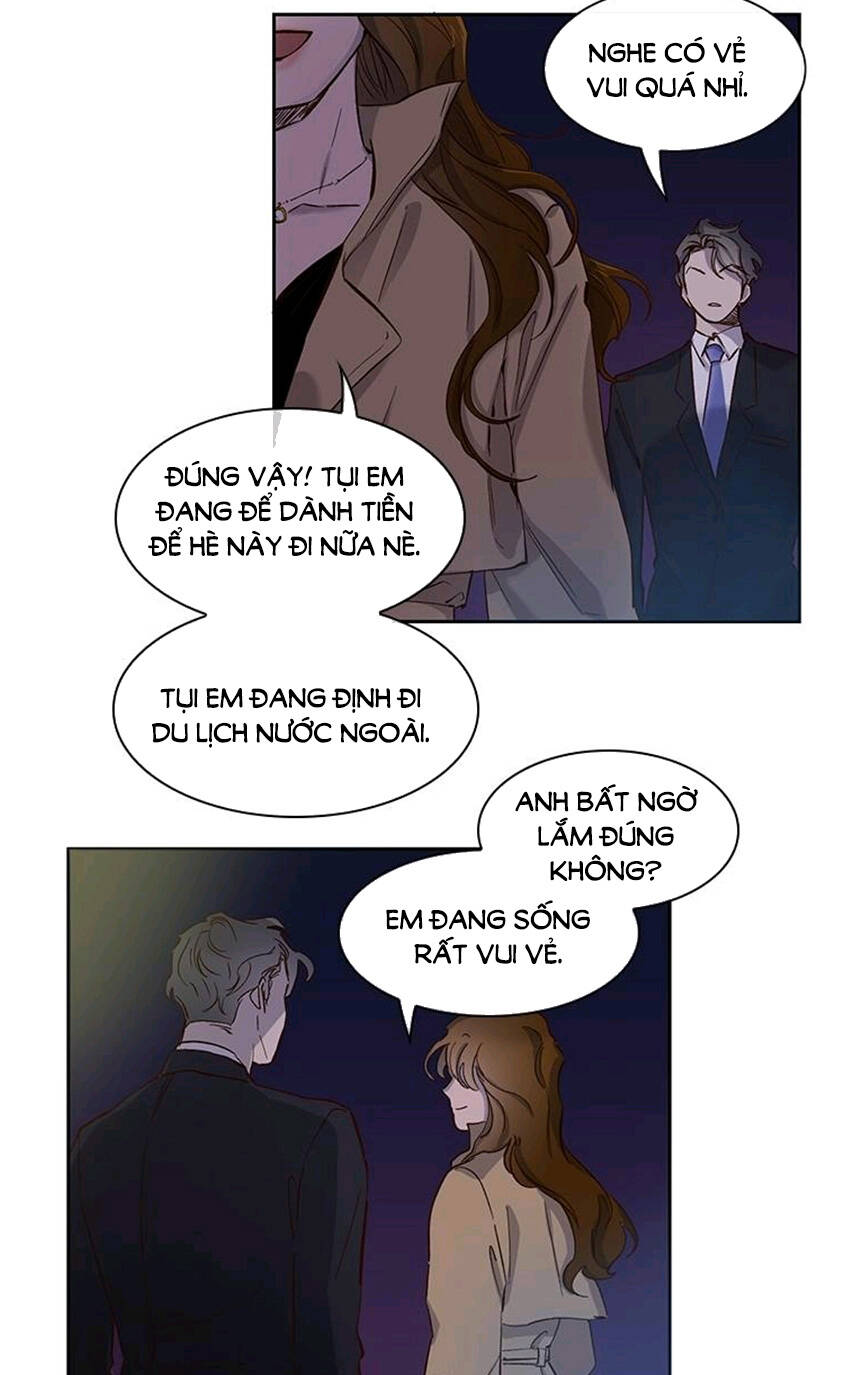 NGHE CÓ VẺ
VUI QUÁ NHỈ.
ĐÚNG VẬY! TỤI EM
ĐANG ĐỂ DÀNH TIỀN
ĐỂ HÈ NÀY ĐI NỮA NÈ.
TỤI EM ĐANG ĐỊNH ĐI
DU LỊCH NƯỚC NGOÀI.
ANH BẤT NGỜ
LẮM ĐÚNG
KHÔNG?
EM ĐANG SỐNG
RẤT VUI VẺ.